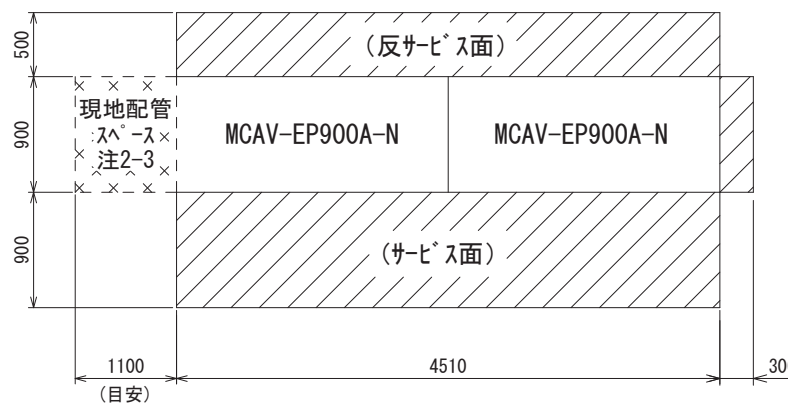 500
(反サービス面)
900
現地配管
スペース
注2-3
MCAV-EP900A-N
MCAV-EP900A-N
900
(サービス面)
1100
(目安)
4510
300